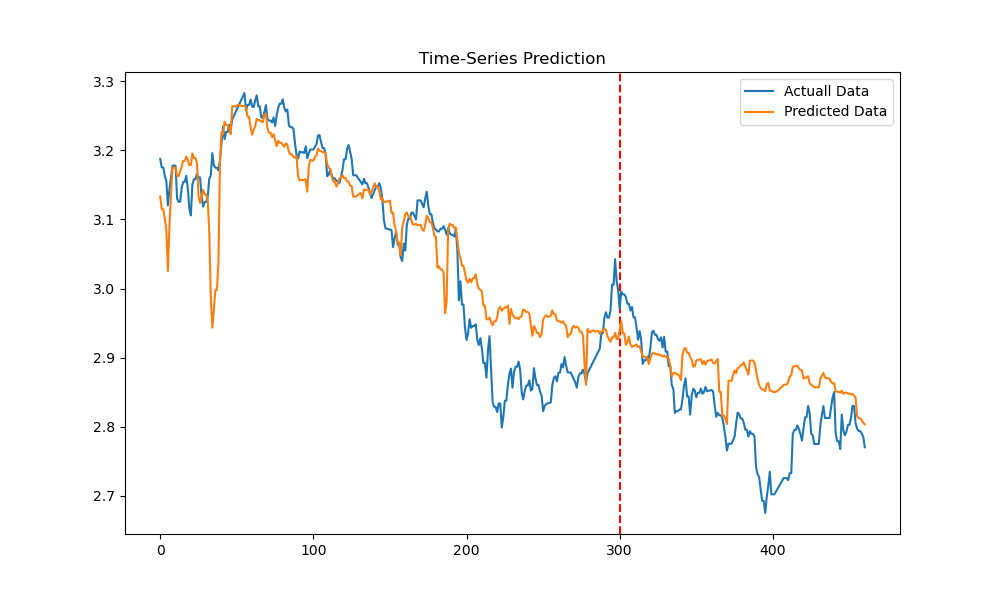 Time-Series Prediction
Actuall Data
Predicted Data
3.3
3.2
3.1
3.0
2.9
2.8
2.7
0 100 200 300 400